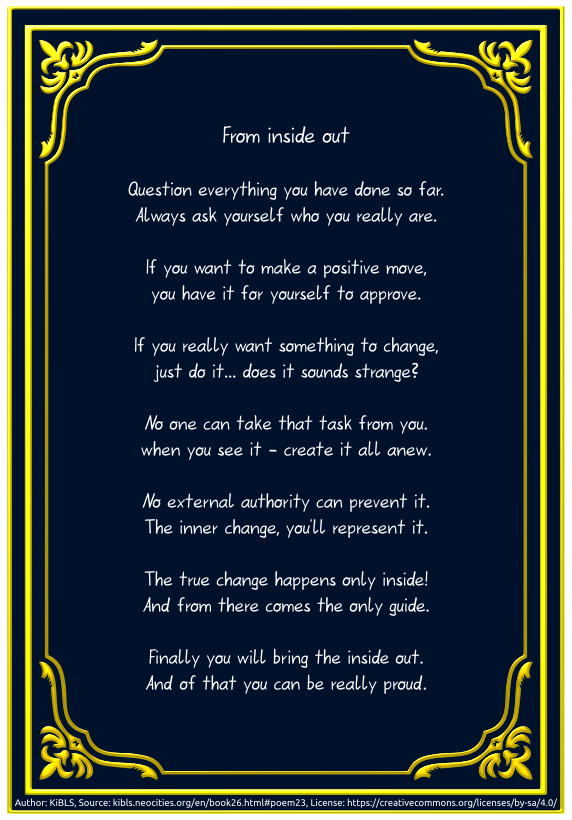 From inside out
Question everything you have done so far.
Always ask yourself who you really are.
If you want to make a positive move,
you have it for yourself to approve.
If you really want something to change,
just do it... does it sounds strange?
No one can take that task from you.
when you see it – create it all anew.
No external authority can prevent it.
The inner change, you'll represent it.
The true change happens only inside!
And from there comes the only guide.
Finally you will bring the inside out.
And of that you can be really proud.
Author: KiBLS, Source: kibls.neocities.org/en/book26.html#poem23, License: https://creativecommons.org/licenses/by-sa/4.0/